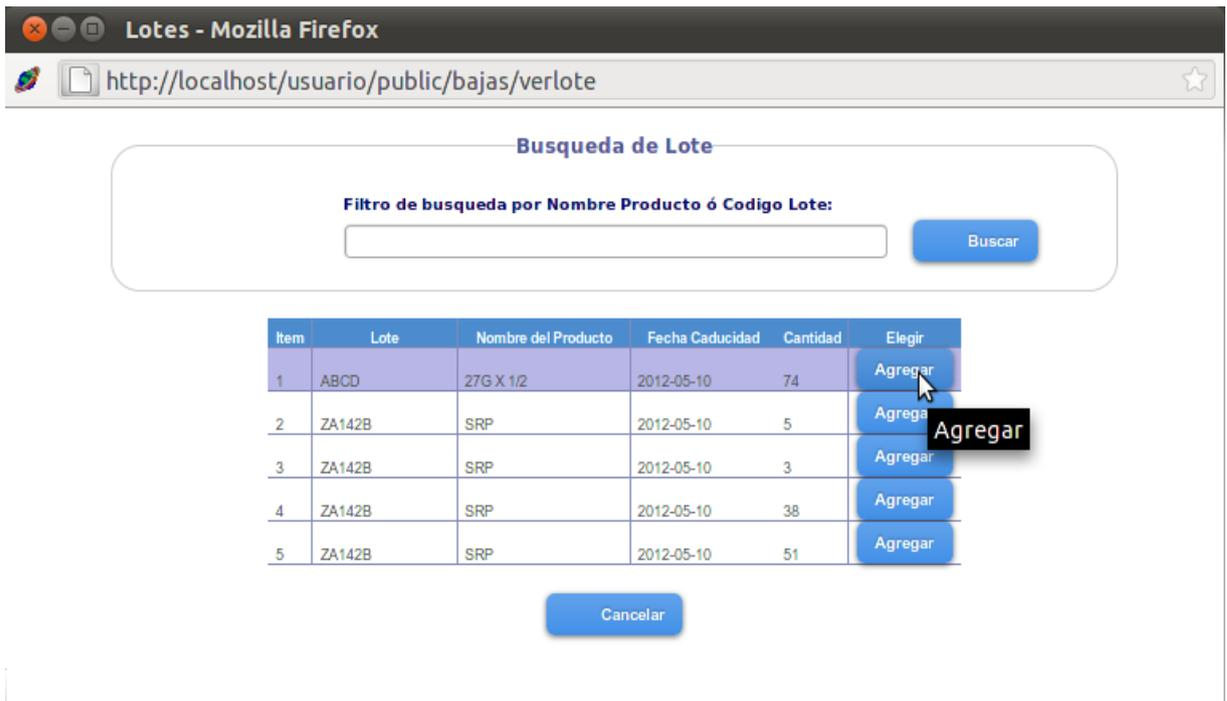 Lotes - Mozilla Firefox
http://localhost/usuario/public/bajas/verlote
Busqueda de Lote
Filtro de busqueda por Nombre Producto ó Codigo Lote:
Buscar
Item Lote Nombre del Producto Fecha Caducidad Cantidad Elegir
1 ABCD 27G X 1/2 2012-05-10 74 Agregar
2 ZA142B SRP 2012-05-10 5 Agregar
Agregar
3 ZA142B SRP 2012-05-10 3 Agregar
4 ZA142B SRP 2012-05-10 38 Agregar
5 ZA142B SRP 2012-05-10 51 Agregar
Cancelar